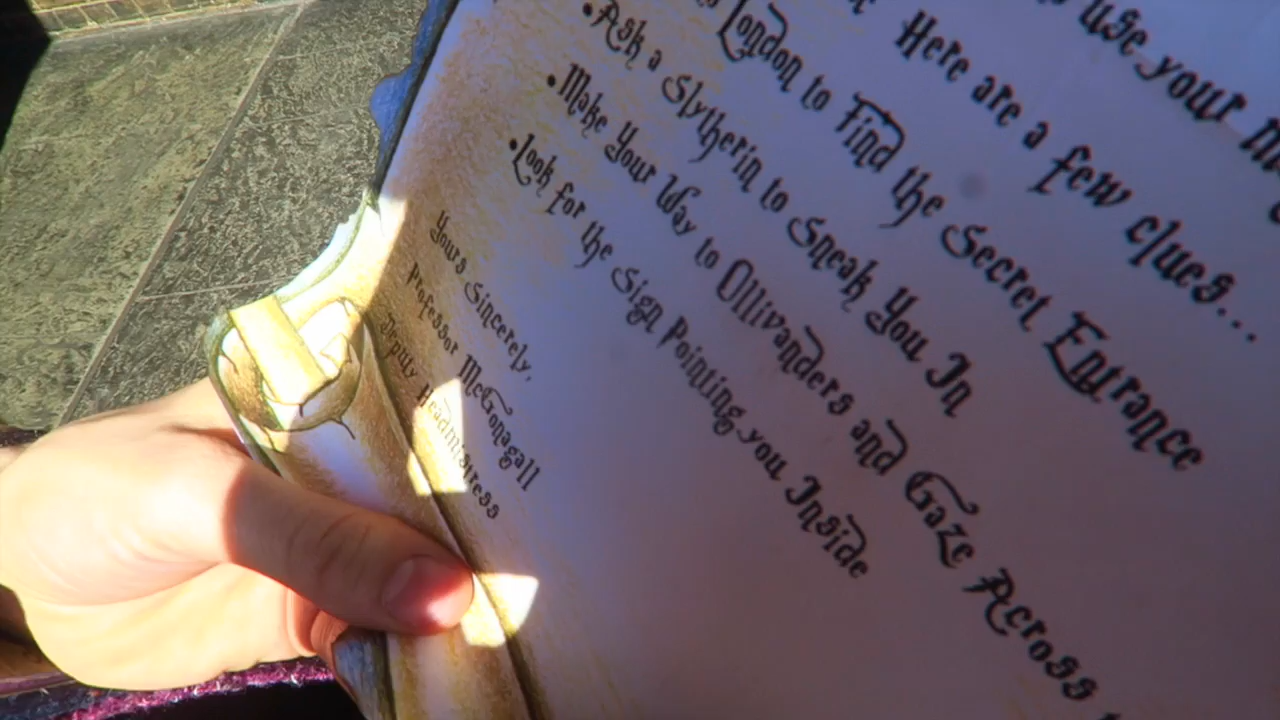 use your
Here are a few clues...
London to Find the Secret Entrance
•Ask a Slytherin to Sneak You In
•Make Your Way to Ollivanders and Gaze Across
•Look for the Sign Pointing you Inside
Yours Sincerely,
Professor McGonagall
Deputy Headmistress